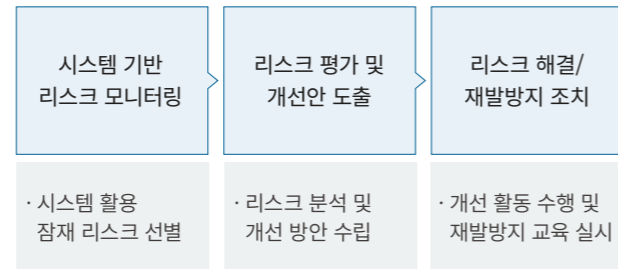 시스템 기반
리스크 모니터링
리스크 평가 및
개선안 도출
리스크 해결/
재발방지 조치
· 시스템 활용
잠재 리스크 선별
· 리스크 분석 및
개선 방안 수립
· 개선 활동 수행 및
재발방지 교육 실시